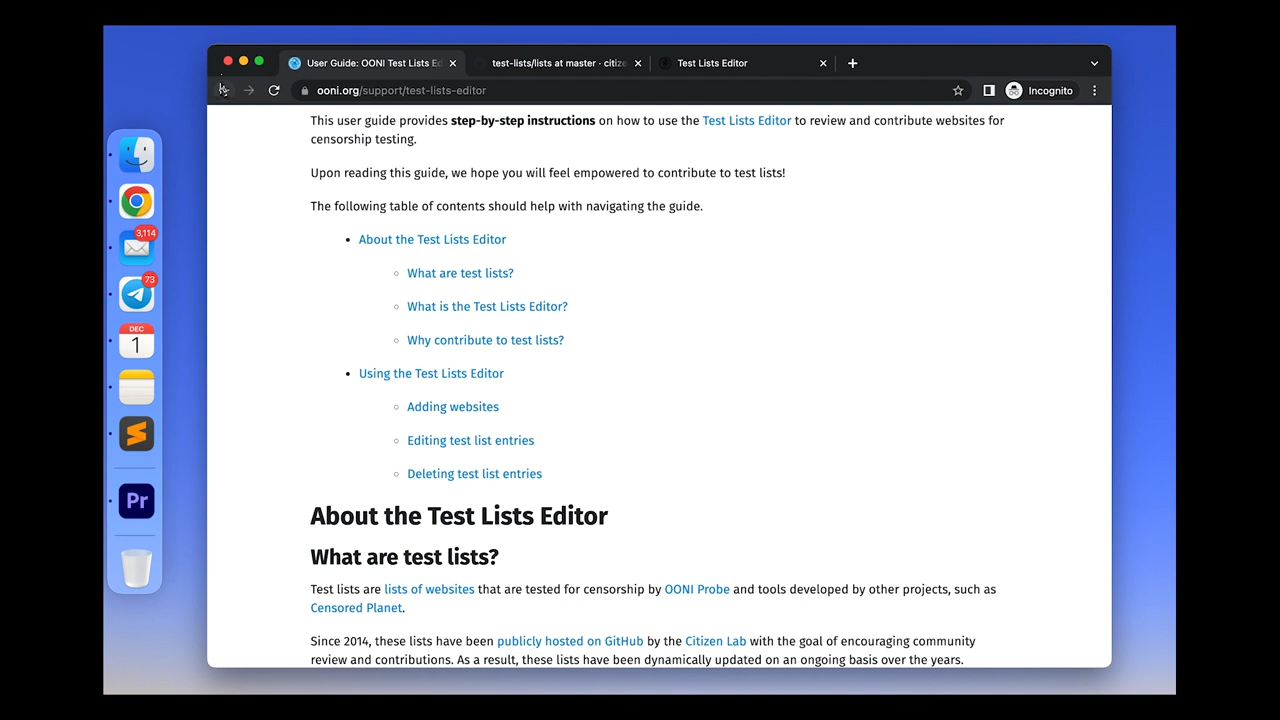 User Guide: OONI Test Lists Ed
test-lists/lists at master · citize
Test Lists Editor
ooni.org/support/test-lists-editor
Incognito
This user guide provides step-by-step instructions on how to use the Test Lists Editor to review and contribute websites for
censorship testing.
Upon reading this guide, we hope you will feel empowered to contribute to test lists!
The following table of contents should help with navigating the guide.
About the Test Lists Editor
What are test lists?
What is the Test Lists Editor?
Why contribute to test lists?
Using the Test Lists Editor
Adding websites
Editing test list entries
Deleting test list entries
About the Test Lists Editor
What are test lists?
Test lists are lists of websites that are tested for censorship by OONI Probe and tools developed by other projects, such as
Censored Planet.
Since 2014, these lists have been publicly hosted on GitHub by the Citizen Lab with the goal of encouraging community
review and contributions. As a result, these lists have been dynamically updated on an ongoing basis over the years.
3,114
73
DEC
1
Pr